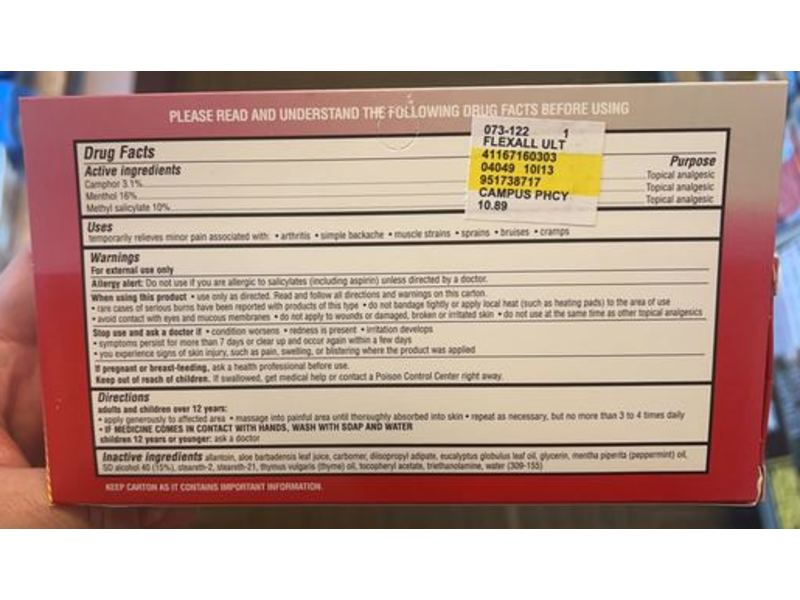 PLEASE READ AND UNDERSTAND THE FOLLOWING DRUG FACTS BEFORE USING
073-122 1
FLEXALL ULT
41167160303
04049 10I13
951738717
CAMPUS PHCY
10.89
Drug Facts
Active ingredients Purpose
Camphor 3.1% Topical analgesic
Menthol 16% Topical analgesic
Methyl salicylate 10% Topical analgesic
Uses
temporarily relieves minor pain associated with: • arthritis • simple backache • muscle strains • sprains • bruises • cramps
Warnings
For external use only
Allergy alert: Do not use if you are allergic to salicylates (including aspirin) unless directed by a doctor.
When using this product • use only as directed. Read and follow all directions and warnings on this carton.
• rare cases of serious burns have been reported with products of this type • do not bandage tightly or apply local heat (such as heating pads) to the area of use
• avoid contact with eyes and mucous membranes • do not apply to wounds or damaged, broken or irritated skin • do not use at the same time as other topical analgesics
Stop use and ask a doctor if • condition worsens • redness is present • irritation develops
• symptoms persist for more than 7 days or clear up and occur again within a few days
• you experience signs of skin injury, such as pain, swelling, or blistering where the product was applied
If pregnant or breast-feeding, ask a health professional before use.
Keep out of reach of children. If swallowed, get medical help or contact a Poison Control Center right away.
Directions
adults and children over 12 years:
• apply generously to affected area • massage into painful area until thoroughly absorbed into skin • repeat as necessary, but no more than 3 to 4 times daily
• IF MEDICINE COMES IN CONTACT WITH HANDS, WASH WITH SOAP AND WATER
children 12 years or younger: ask a doctor
Inactive ingredients allantoin, aloe barbadensis leaf juice, carbomer, diisopropyl adipate, eucalyptus globulus leaf oil, glycerin, mentha piperita (peppermint) oil,
SD alcohol 40 (15%), steareth-2, steareth-21, thymus vulgaris (thyme) oil, tocopheryl acetate, triethanolamine, water (309-155)
KEEP CARTON AS IT CONTAINS IMPORTANT INFORMATION.